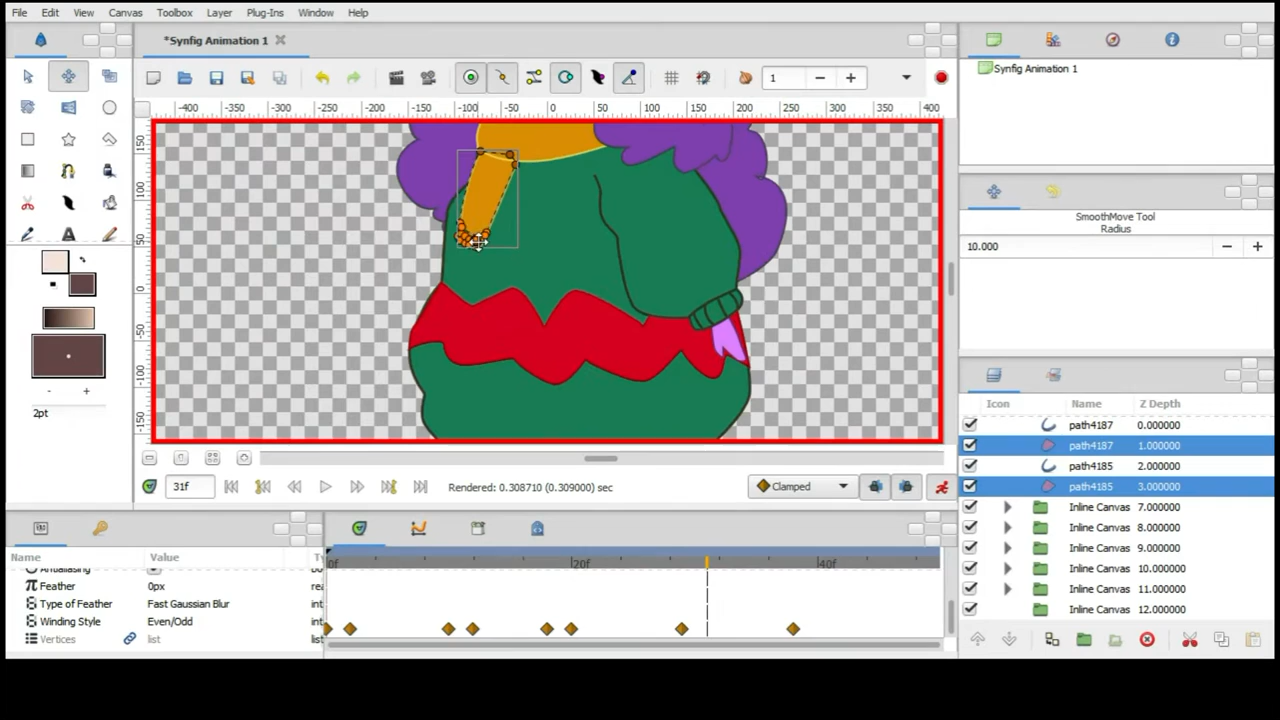 File Edit View Canvas Toolbox Layer Plug-Ins Window Help
*Synfig Animation 1
1
-400 -350 -300 -250 -200 -150 -100 -50 0 50 100 150 200 250 300 350 400
150
100
50
0
-50
-100
-150
2pt
31f
Rendered: 0.308710 (0.309000) sec
Clamped
Name Value
Antialiasing
Feather 0px
Type of Feather Fast Gaussian Blur int
Winding Style Even/Odd int
Vertices list list
0f 20f 40f
Synfig Animation 1
SmoothMove Tool
Radius
10.000
Icon Name Z Depth
path4187 0.000000
path4187 1.000000
path4185 2.000000
path4185 3.000000
Inline Canvas 7.000000
Inline Canvas 8.000000
Inline Canvas 9.000000
Inline Canvas 10.000000
Inline Canvas 11.000000
Inline Canvas 12.000000